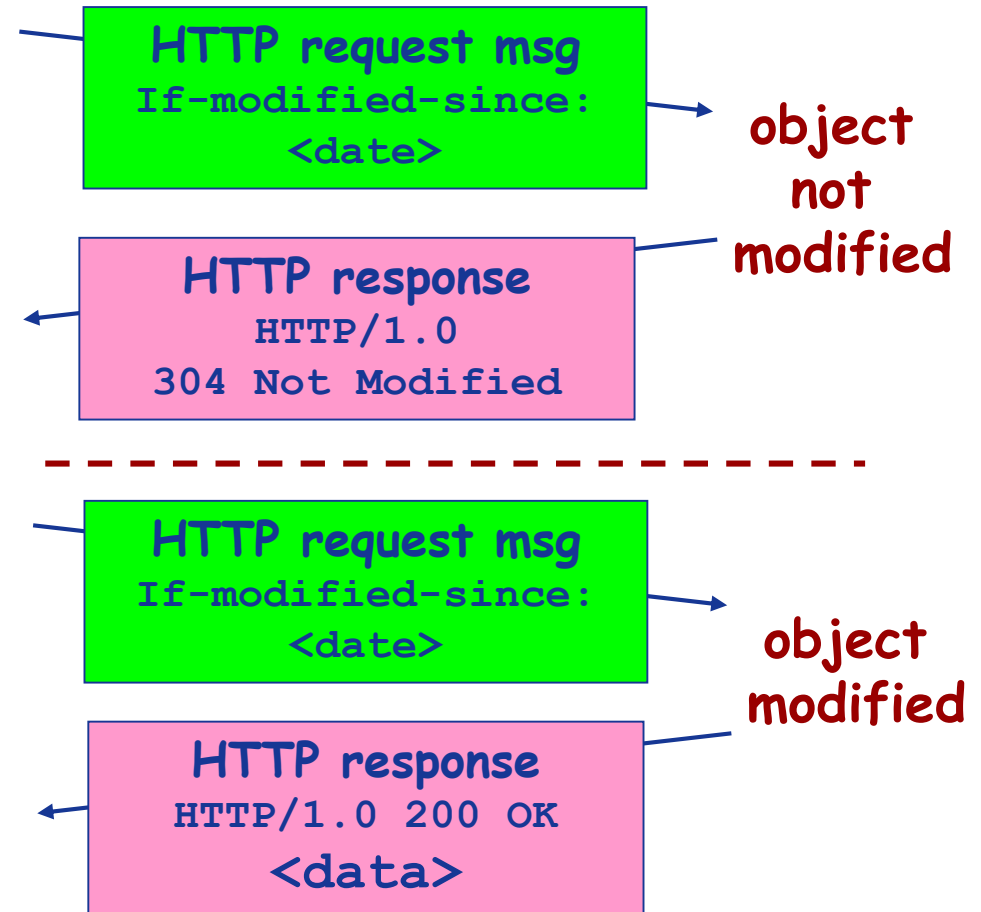 HTTP request msg
If-modified-since:
<date>
object
not
modified
HTTP response
HTTP/1.0
304 Not Modified
HTTP request msg
If-modified-since:
<date>
object
modified
HTTP response
HTTP/1.0 200 OK
<data>